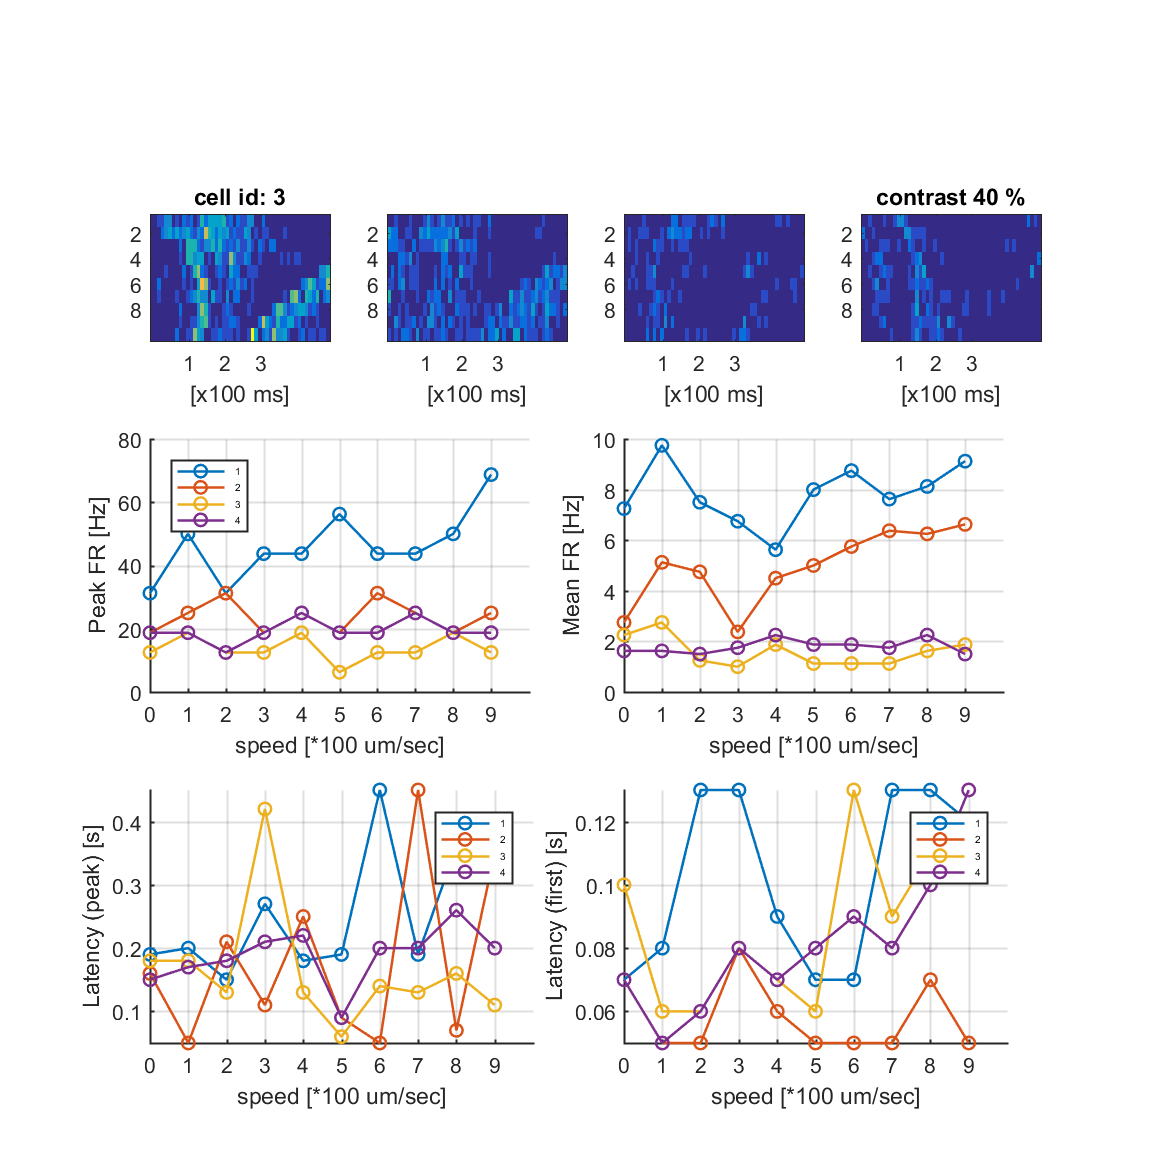 cell id: 3
contrast 40 %
2
4
6
8
1 2 3
[x100 ms]
2
4
6
8
1 2 3
[x100 ms]
2
4
6
8
1 2 3
[x100 ms]
2
4
6
8
1 2 3
[x100 ms]
Peak FR [Hz]
80
60
40
20
0
1
2
3
4
0 1 2 3 4 5 6 7 8 9
speed [*100 um/sec]
Mean FR [Hz]
10
8
6
4
2
0
0 1 2 3 4 5 6 7 8 9
speed [*100 um/sec]
Latency (peak) [s]
0.4
0.3
0.2
0.1
1
2
3
4
0 1 2 3 4 5 6 7 8 9
speed [*100 um/sec]
Latency (first) [s]
0.12
0.1
0.08
0.06
1
2
3
4
0 1 2 3 4 5 6 7 8 9
speed [*100 um/sec]